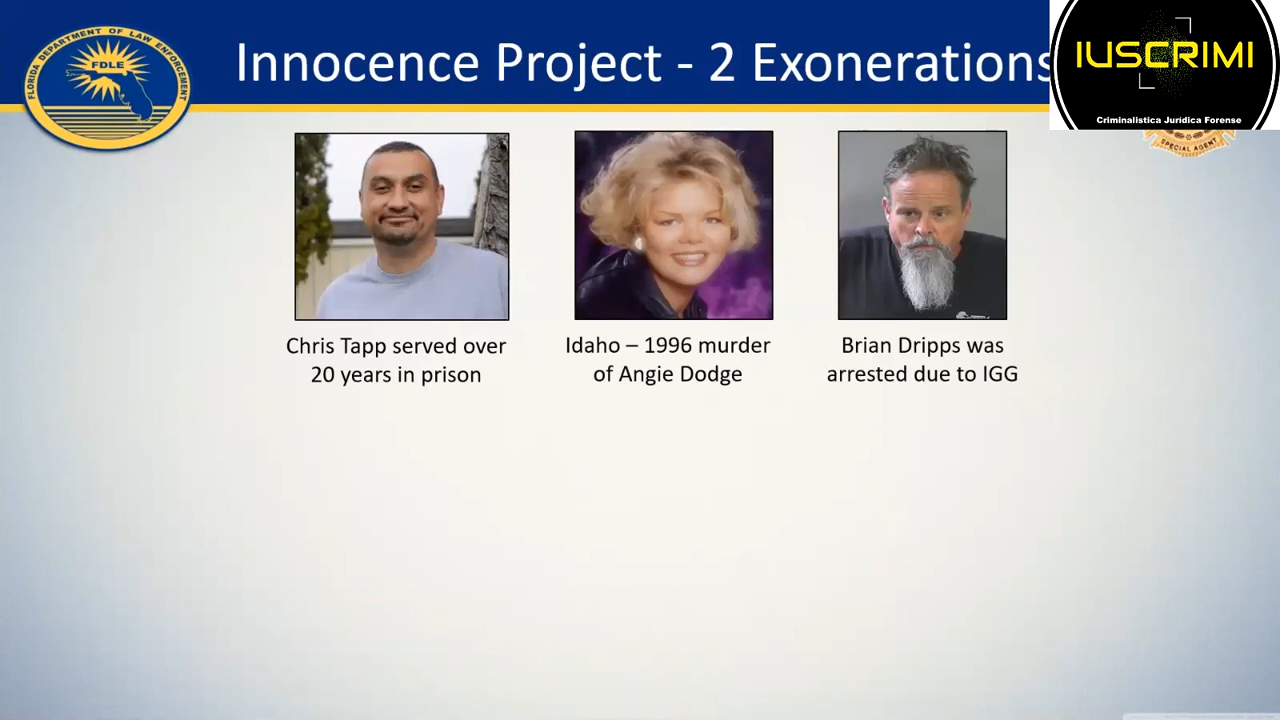 FLORIDA DEPARTMENT OF LAW ENFORCEMENT
FDLE
Innocence Project - 2 Exonerations
IUSCRIMI
Criminalistica Jurídica Forense
SPECIAL AGENT
Chris Tapp served over
20 years in prison
Idaho – 1996 murder
of Angie Dodge
Brian Dripps was
arrested due to IGG